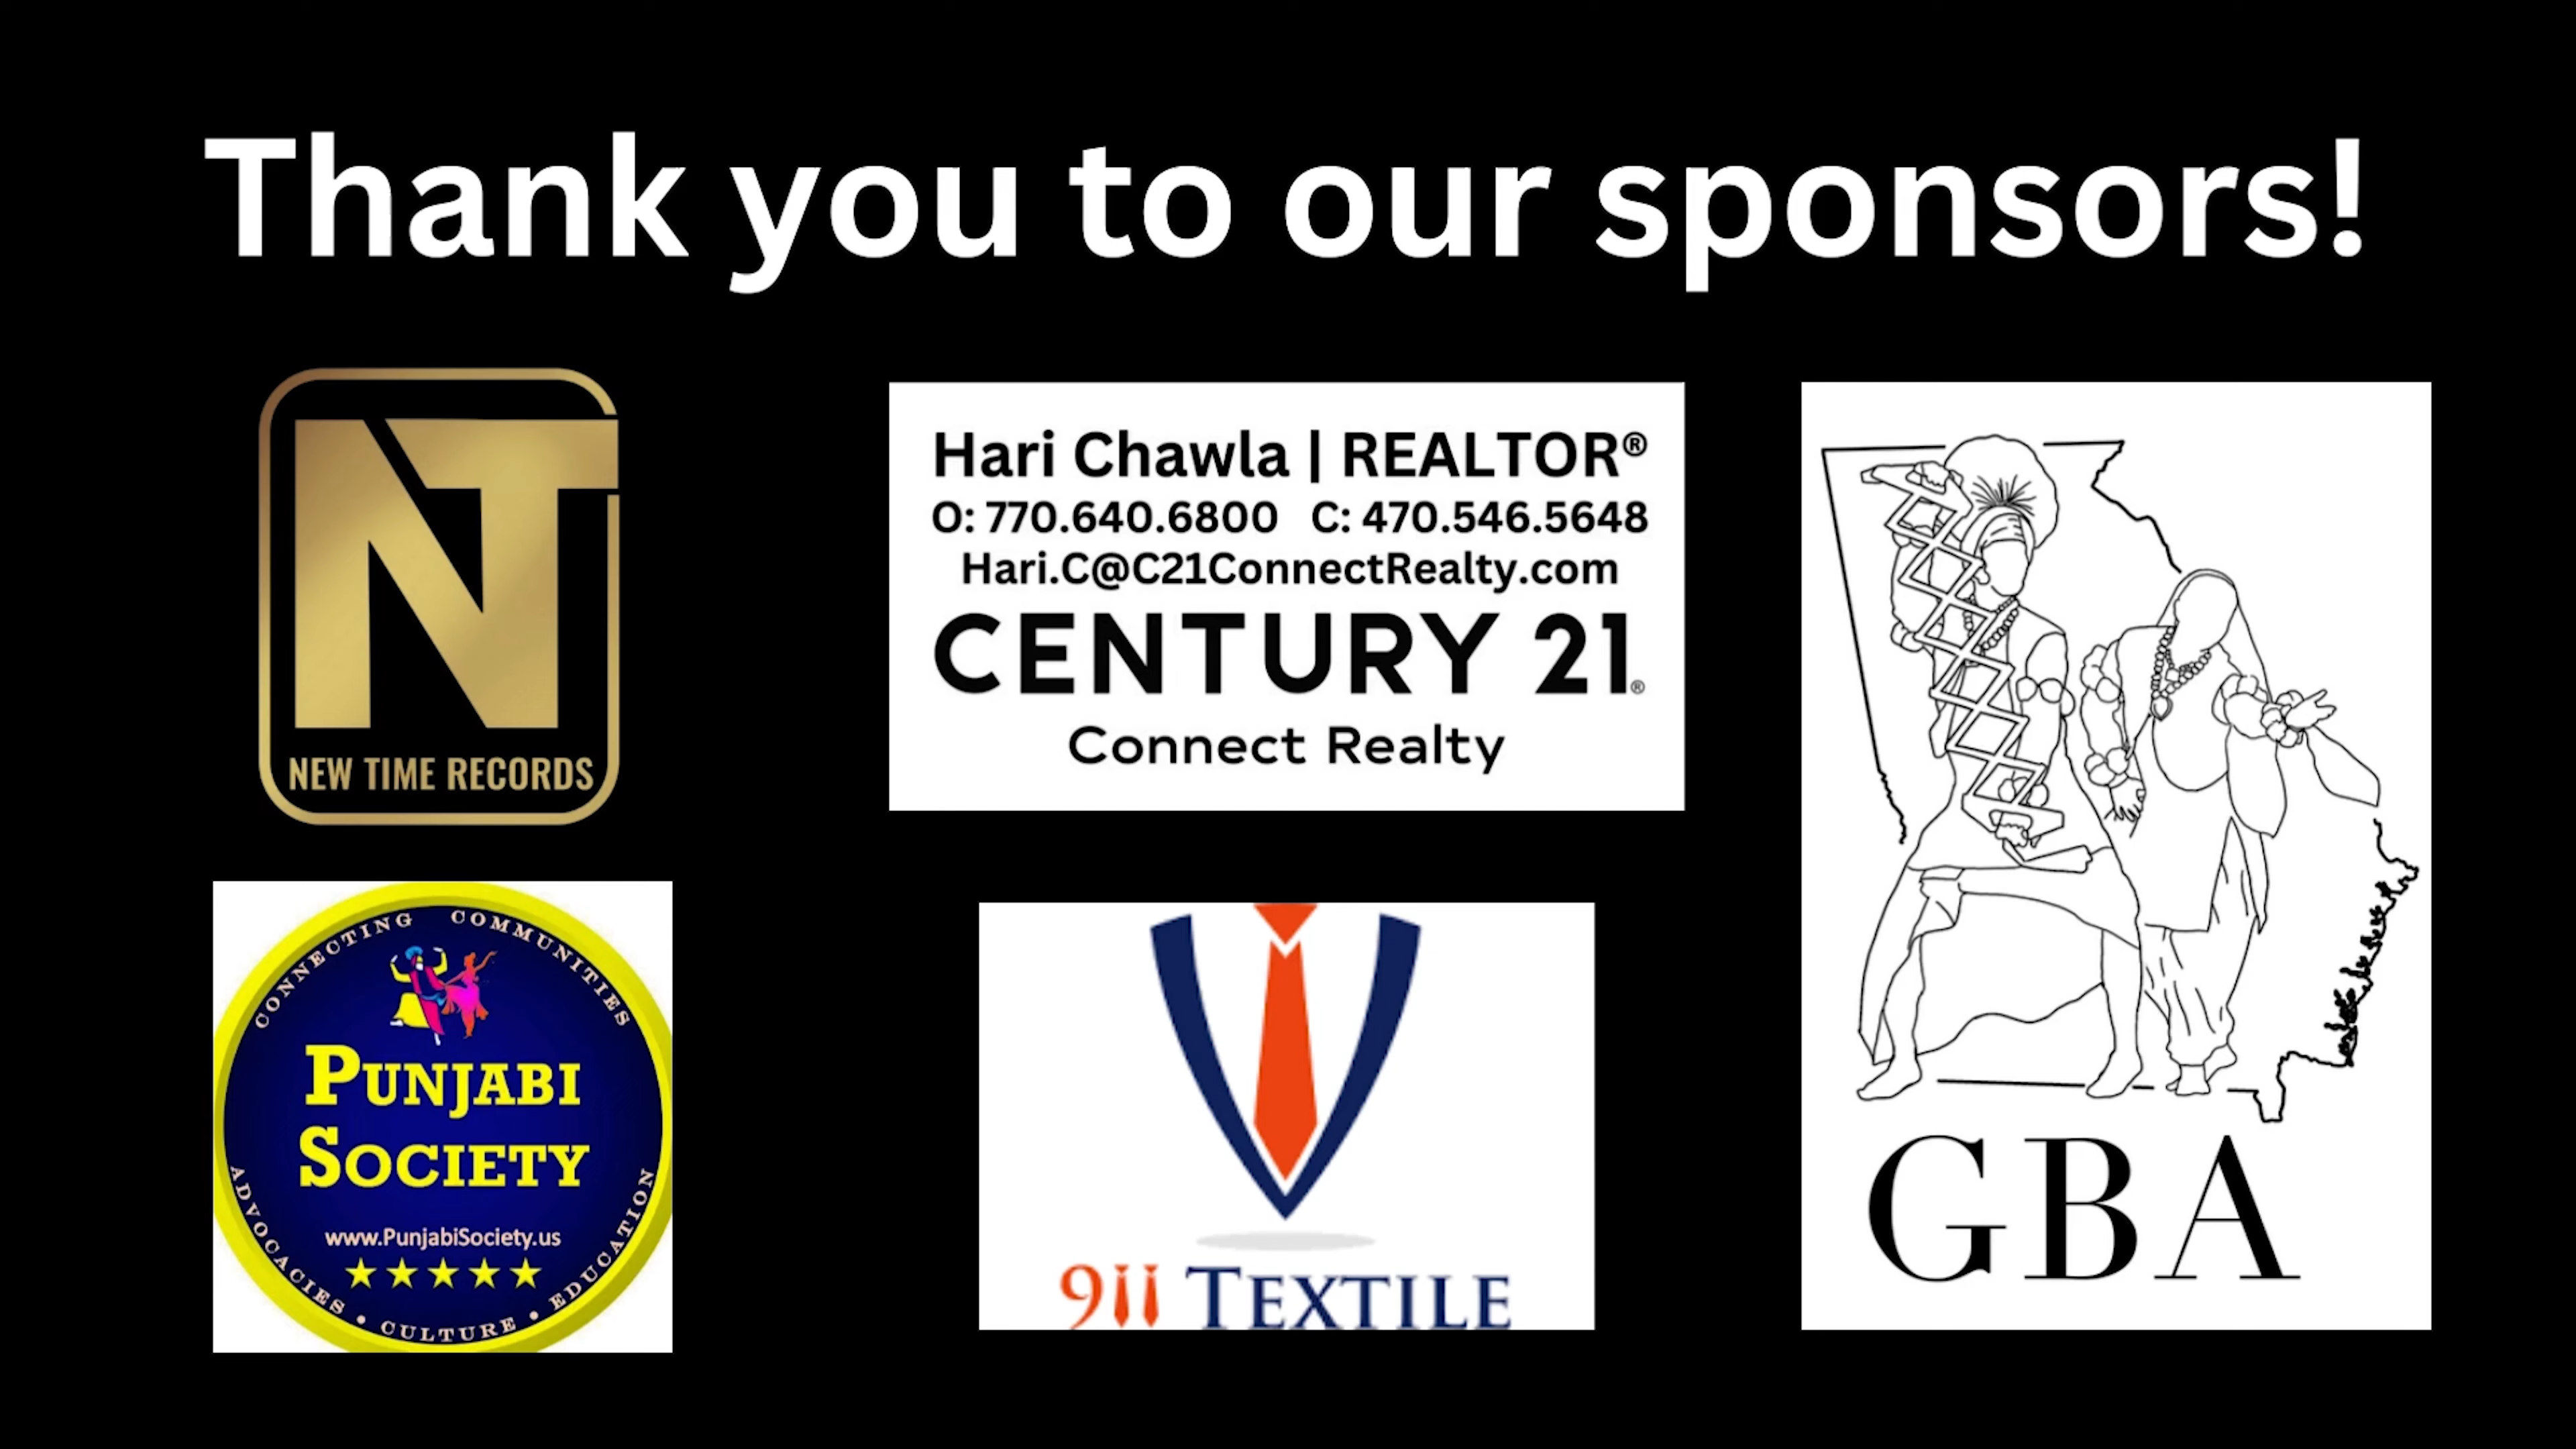 Thank you to our sponsors!
NT
NEW TIME RECORDS
Hari Chawla | REALTOR®
O: 770.640.6800 C: 470.546.5648
Hari.C@C21ConnectRealty.com
CENTURY 21®
Connect Realty
GBA
CONNECTING COMMUNITIES
PUNJABI
SOCIETY
www.PunjabiSociety.us
ADVOCACIES • CULTURE • EDUCATION
911 TEXTILE